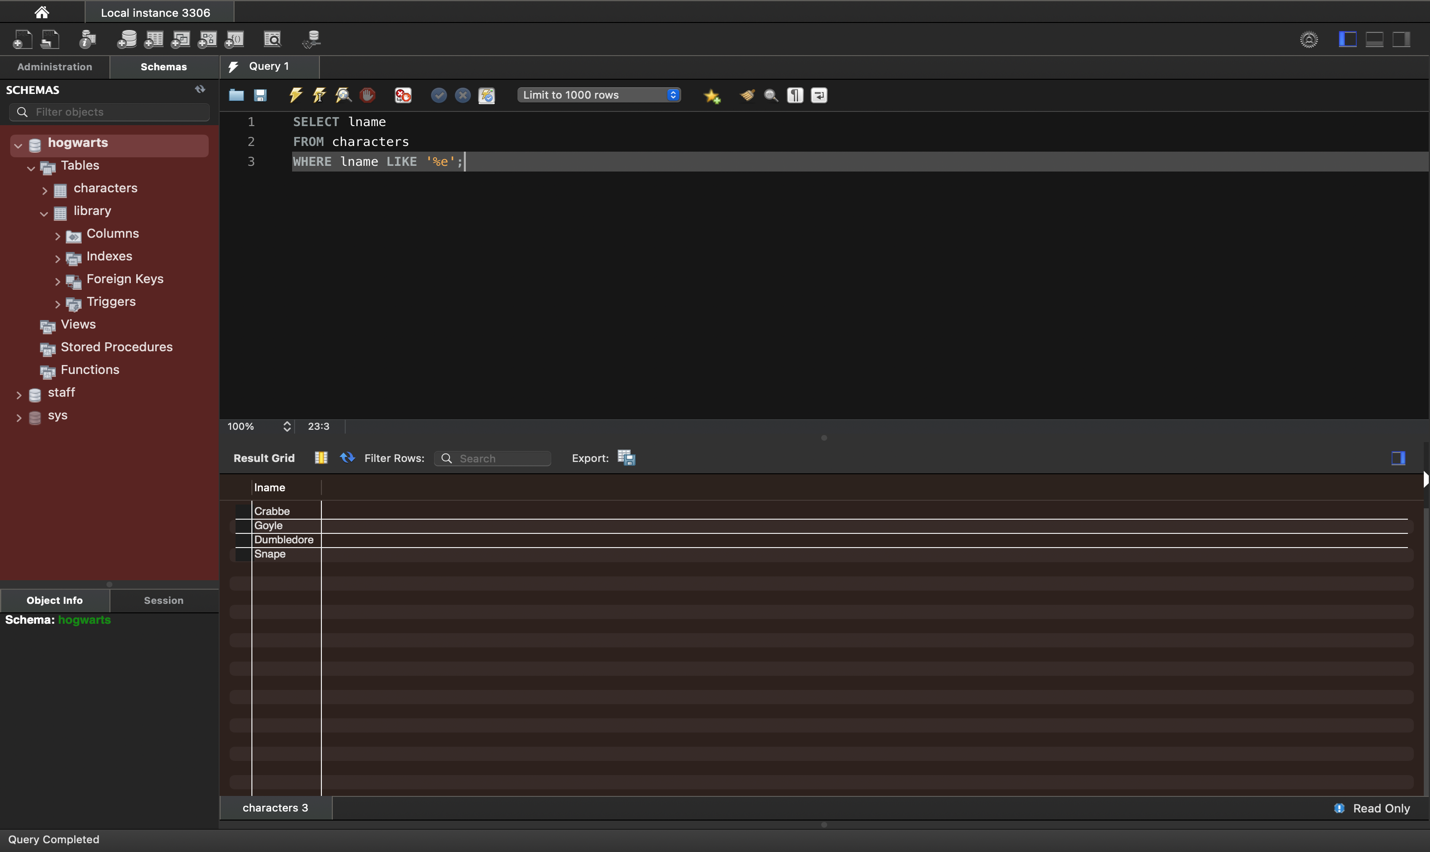 Local instance 3306
Administration
Schemas
Query 1
SCHEMAS
Filter objects
hogwarts
Tables
characters
library
Columns
Indexes
Foreign Keys
Triggers
Views
Stored Procedures
Functions
staff
sys
Object Info
Session
Schema: hogwarts
Limit to 1000 rows
1 SELECT lname
2 FROM characters
3 WHERE lname LIKE '%e';
100%
23:3
Result Grid
Filter Rows:
Search
Export:
lname
Crabbe
Goyle
Dumbledore
Snape
characters 3
Read Only
Query Completed